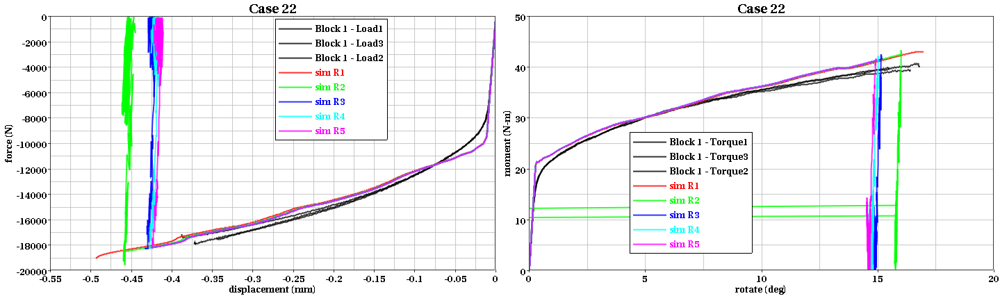 Case 22
0
-2000
-4000
-6000
-8000
-10000
-12000
-14000
-16000
-18000
-20000
force (N)
Block 1 - Load1
Block 1 - Load3
Block 1 - Load2
sim R1
sim R2
sim R3
sim R4
sim R5
-0.55
-0.5
-0.45
-0.4
-0.35
-0.3
-0.25
-0.2
-0.15
-0.1
-0.05
0
displacement (mm)
Case 22
50
40
30
20
10
0
moment (N-m)
Block 1 - Torque1
Block 1 - Torque3
Block 1 - Torque2
sim R1
sim R2
sim R3
sim R4
sim R5
0
5
10
15
20
rotate (deg)